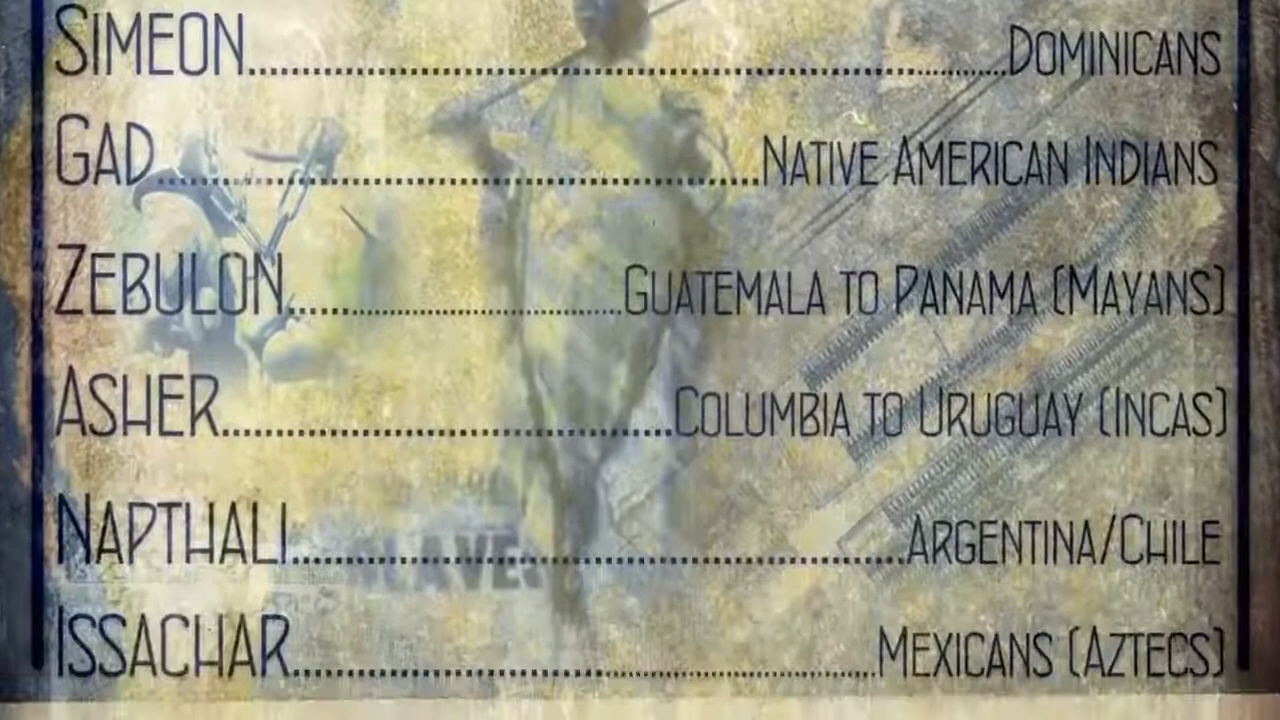 SIMEON..........DOMINICANS
GAD..........NATIVE AMERICAN INDIANS
ZEBULON..........GUATEMALA TO PANAMA (MAYANS)
ASHER..........COLUMBIA TO URUGUAY (INCAS)
NAPTHALI..........ARGENTINA/CHILE
ISSACHAR..........MEXICANS (AZTECS)